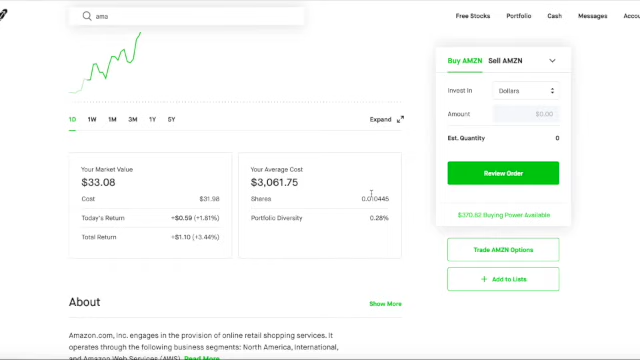 ama
Free Stocks Portfolio Cash Messages Accou
Buy AMZN Sell AMZN
Invest In Dollars
Amount $0.00
Est. Quantity 0
Review Order
$370.62 Buying Power Available
Trade AMZN Options
+ Add to Lists
1D 1W 1M 3M 1Y 5Y Expand
Your Market Value
$33.08
Cost $31.98
Today's Return +$0.59 (+1.81%)
Total Return +$1.10 (+3.44%)
Your Average Cost
$3,061.75
Shares 0.010445
Portfolio Diversity 0.28%
About Show More
Amazon.com, Inc. engages in the provision of online retail shopping services. It
operates through the following business segments: North America, International,
and Amazon Web Services (AWS). Read More